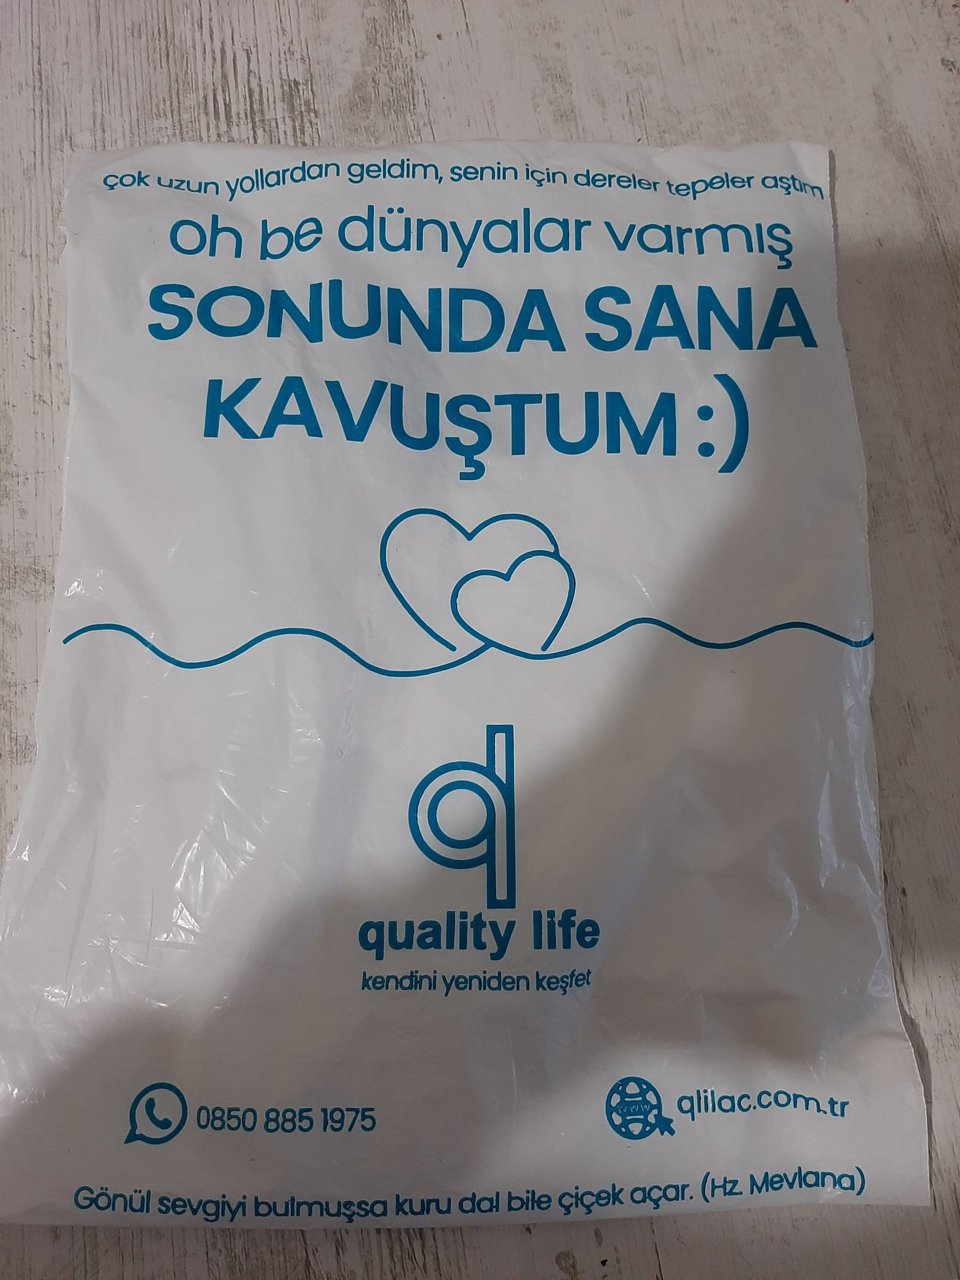 çok uzun yollardan geldim, senin için dereler tepeler aştım
oh be dünyalar varmış
SONUNDA SANA
KAVUŞTUM :)
quality life
kendini yeniden keşfet
0850 885 1975
www
qlilac.com.tr
Gönül sevgiyi bulmuşsa kuru dal bile çiçek açar. (Hz. Mevlana)